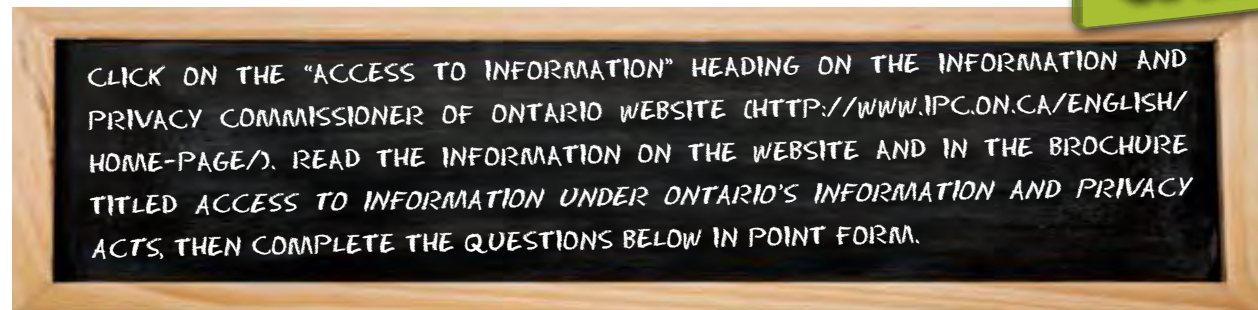 CLICK ON THE “ACCESS TO INFORMATION” HEADING ON THE INFORMATION AND
PRIVACY COMMISSIONER OF ONTARIO WEBSITE (HTTP://WWW.IPC.ON.CA/ENGLISH/
HOME-PAGE/). READ THE INFORMATION ON THE WEBSITE AND IN THE BROCHURE
TITLED ACCESS TO INFORMATION UNDER ONTARIO'S INFORMATION AND PRIVACY
ACTS, THEN COMPLETE THE QUESTIONS BELOW IN POINT FORM.